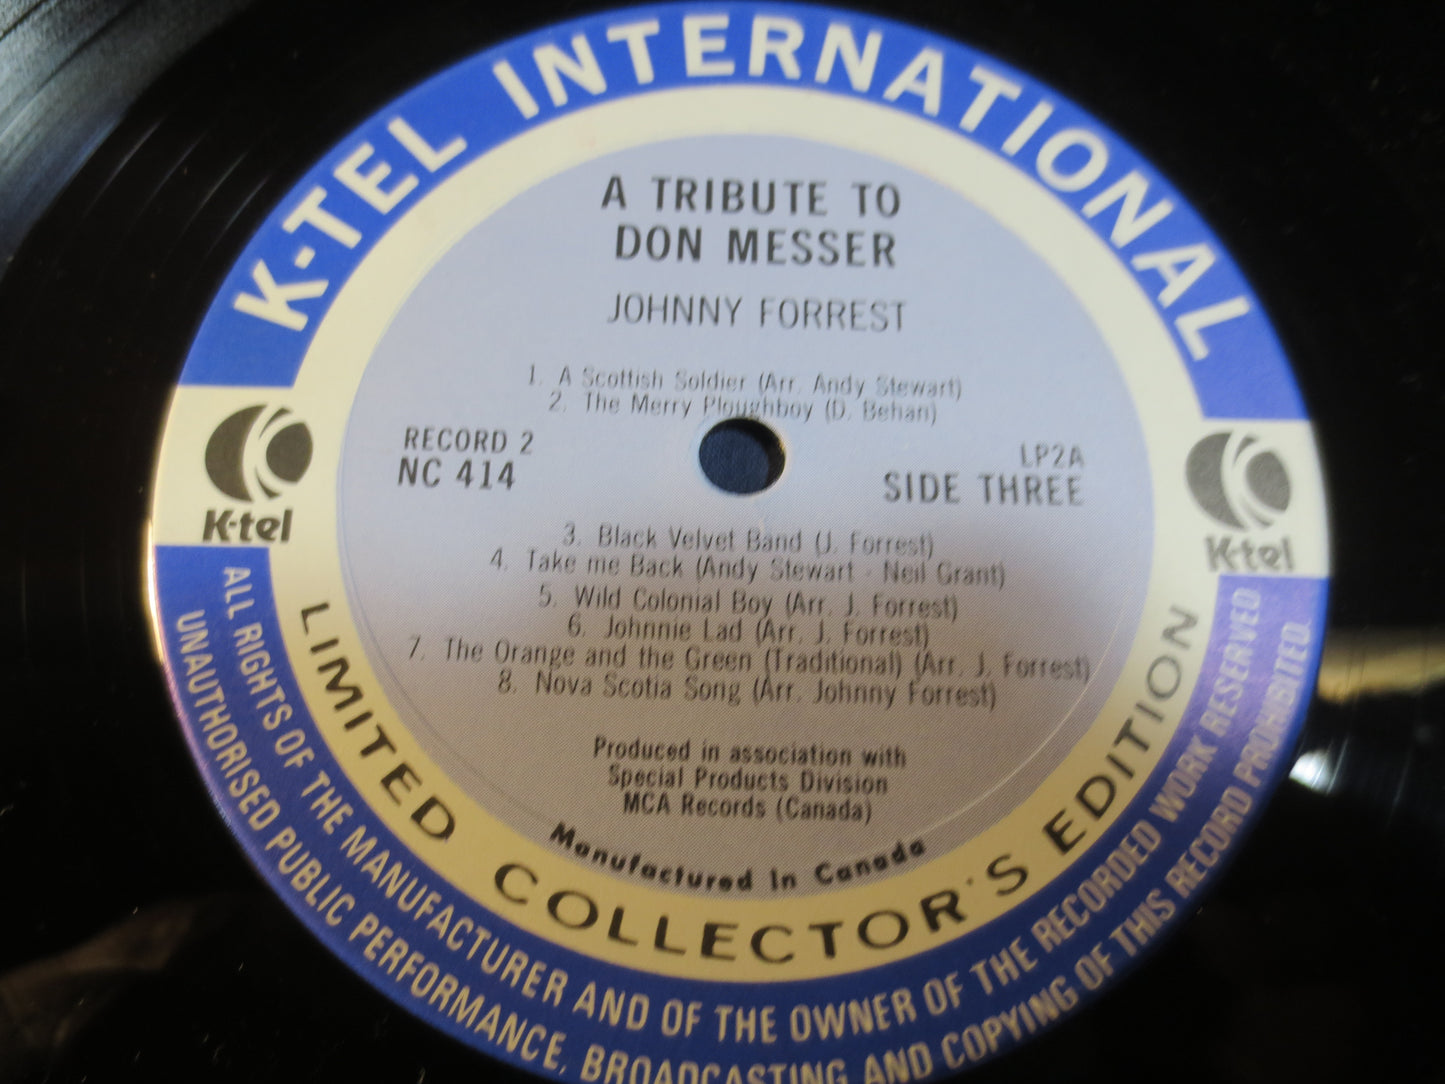 K-TEL INTERNATIONAL
A TRIBUTE TO
DON MESSER
JOHNNY FORREST
1. A Scottish Soldier (Arr. Andy Stewart)
2. The Merry Ploughboy (D. Behan)
RECORD 2
NC 414
LP2A
SIDE THREE
K-tel
K-tel
3. Black Velvet Band (J. Forrest)
4. Take me Back (Andy Stewart - Neil Grant)
5. Wild Colonial Boy (Arr. J. Forrest)
6. Johnnie Lad (Arr. J. Forrest)
7. The Orange and the Green (Traditional) (Arr. J. Forrest)
8. Nova Scotia Song (Arr. Johnny Forrest)
Produced in association with
Special Products Division
MCA Records (Canada)
Manufactured In Canada
LIMITED COLLECTOR'S EDITION
ALL RIGHTS OF THE MANUFACTURER AND OF THE OWNER OF THE RECORDED WORK RESERVED
UNAUTHORISED PUBLIC PERFORMANCE, BROADCASTING AND COPYING OF THIS RECORD PROHIBITED